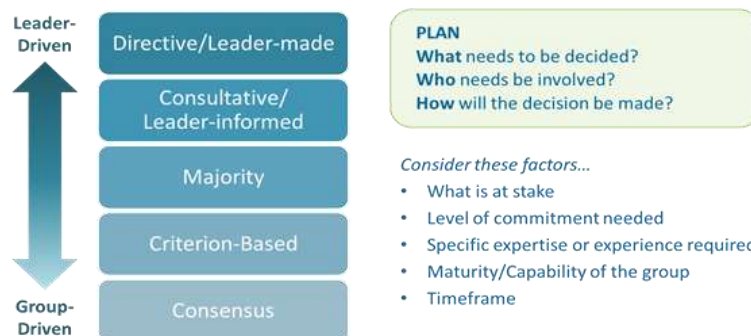 Leader-
Driven
Directive/Leader-made
Consultative/
Leader-informed
Majority
Criterion-Based
Consensus
Group-
Driven
PLAN
What needs to be decided?
Who needs be involved?
How will the decision be made?
Consider these factors...
• What is at stake
• Level of commitment needed
• Specific expertise or experience required
• Maturity/Capability of the group
• Timeframe